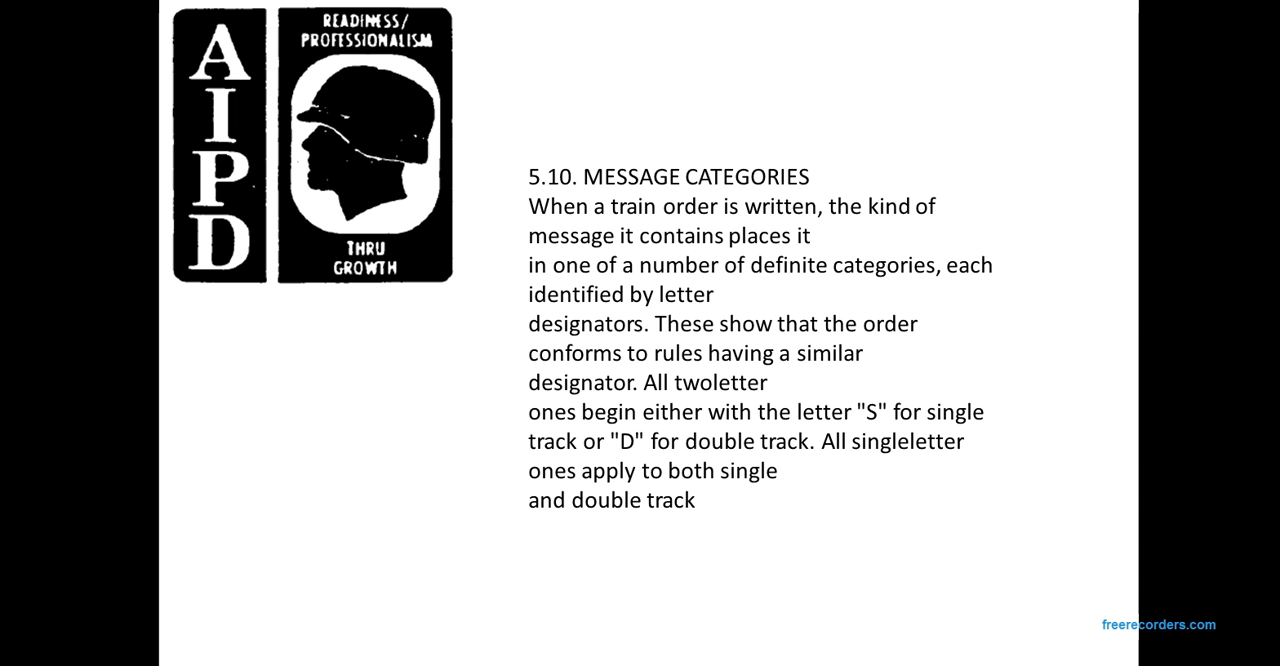 A
I
P
D
READINESS/
PROFESSIONALISM
THRU
GROWTH
5.10. MESSAGE CATEGORIES
When a train order is written, the kind of
message it contains places it
in one of a number of definite categories, each
identified by letter
designators. These show that the order
conforms to rules having a similar
designator. All twoletter
ones begin either with the letter "S" for single
track or "D" for double track. All singleletter
ones apply to both single
and double track
freerecorders.com